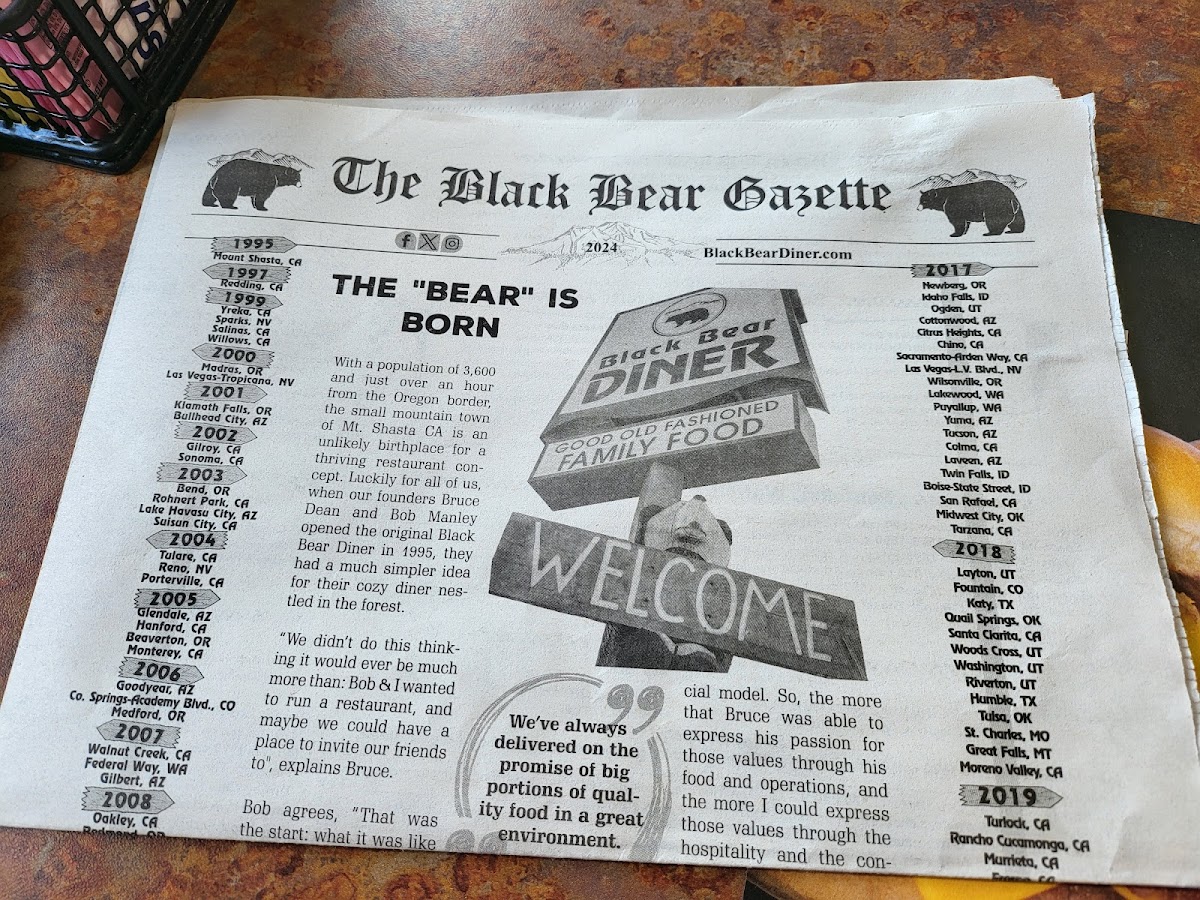 The Black Bear Gazette
2024
BlackBearDiner.com
1995
Mount Shasta, CA
1997
Redding, CA
1999
Yreka, CA
Sparks, NV
Salinas, CA
Willows, CA
2000
Madras, OR
Las Vegas-Tropicana, NV
2001
Klamath Falls, OR
Bullhead City, AZ
2002
Gilroy, CA
Sonoma, CA
2003
Bend, OR
Rohnert Park, CA
Lake Havasu City, AZ
Suisun City, CA
2004
Tulare, CA
Reno, NV
Porterville, CA
2005
Glendale, AZ
Hanford, CA
Beaverton, OR
Monterey, CA
2006
Goodyear, AZ
Co. Springs-Academy Blvd., CO
Medford, OR
2007
Walnut Creek, CA
Federal Way, WA
Gilbert, AZ
2008
Oakley, CA
Redmond, OR
THE "BEAR" IS
BORN
With a population of 3,600
and just over an hour
from the Oregon border,
the small mountain town
of Mt. Shasta CA is an
unlikely birthplace for a
thriving restaurant con-
cept. Luckily for all of us,
when our founders Bruce
Dean and Bob Manley
opened the original Black
Bear Diner in 1995, they
had a much simpler idea
for their cozy diner nes-
tled in the forest.
"We didn't do this think-
ing it would ever be much
more than: Bob & I wanted
to run a restaurant, and
maybe we could have a
place to invite our friends
to", explains Bruce.
Bob agrees, "That was
the start: what it was like
Black Bear
DINER
GOOD OLD FASHIONED
FAMILY FOOD
WELCOME
We've always
delivered on the
promise of big
portions of qual-
ity food in a great
environment.
cial model. So, the more
that Bruce was able to
express his passion for
those values through his
food and operations, and
the more I could express
those values through the
hospitality and the con-
2017
Newberg, OR
Idaho Falls, ID
Ogden, UT
Cottonwood, AZ
Citrus Heights, CA
Chino, CA
Sacramento-Arden Way, CA
Las Vegas-L.V. Blvd., NV
Wilsonville, OR
Lakewood, WA
Puyallup, WA
Yuma, AZ
Tucson, AZ
Colma, CA
Laveen, AZ
Twin Falls, ID
Boise-State Street, ID
San Rafael, CA
Midwest City, OK
Tarzana, CA
2018
Layton, UT
Fountain, CO
Katy, TX
Quail Springs, OK
Santa Clarita, CA
Woods Cross, UT
Washington, UT
Riverton, UT
Humble, TX
Tulsa, OK
St. Charles, MO
Great Falls, MT
Moreno Valley, CA
2019
Turlock, CA
Rancho Cucamonga, CA
Murrieta, CA